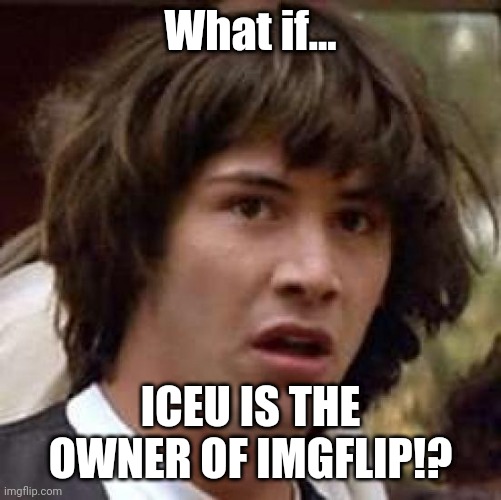 What if...
ICEU IS THE
OWNER OF IMGFLIP!?
imgflip.com